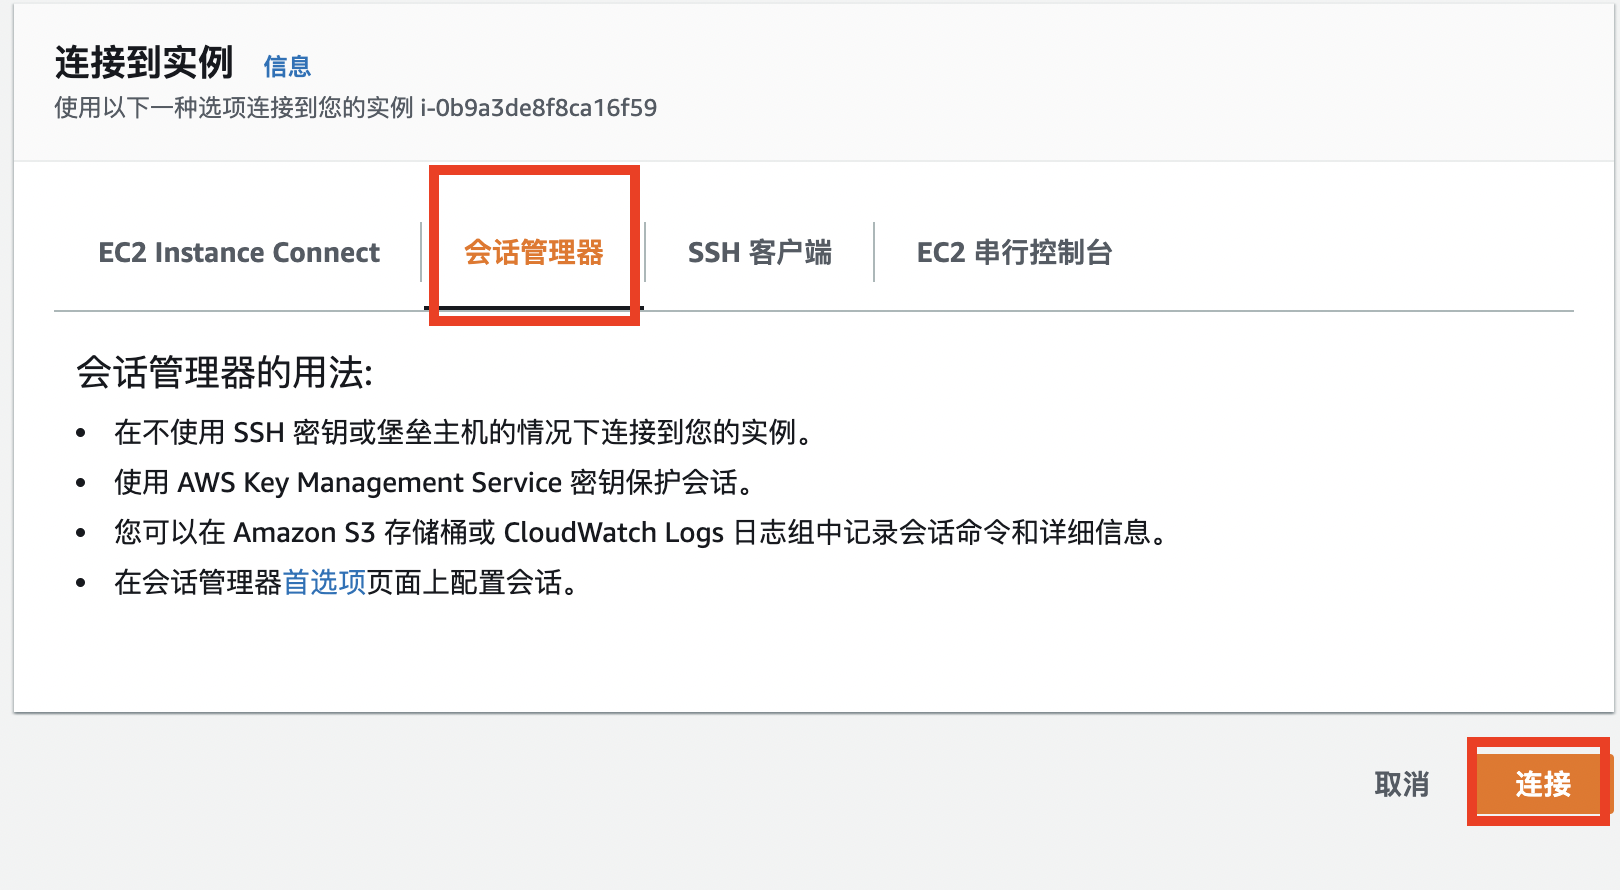 连接到实例 信息
使用以下一种选项连接到您的实例 i-0b9a3de8f8ca16f59
EC2 Instance Connect 会话管理器 SSH 客户端 EC2 串行控制台
会话管理器的用法:
• 在不使用 SSH 密钥或堡垒主机的情况下连接到您的实例。
• 使用 AWS Key Management Service 密钥保护会话。
• 您可以在 Amazon S3 存储桶或 CloudWatch Logs 日志组中记录会话命令和详细信息。
• 在会话管理器首选项页面上配置会话。
取消 连接